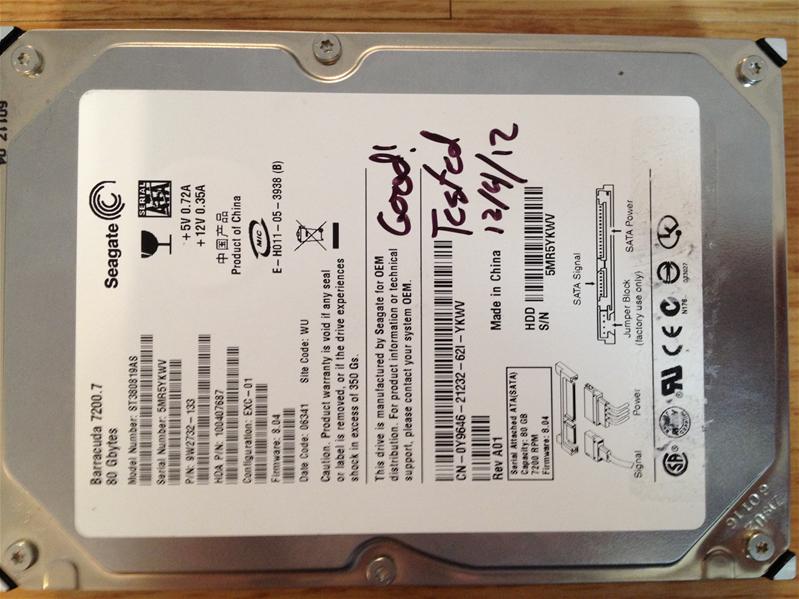 Seagate
SERIAL
ATA
+5V 0.72A
+12V 0.35A
中国产品
Product of China
MIC
E-H011-05-3938 (B)
Barracuda 7200.7
80 Gbytes
Model Number: ST380819AS
Serial Number: 5MR5YKWV
P/N: 9W2732-133
HDA P/N: 100407687
Configuration: EXC-01
Firmware: 8.04
Date Code: 06341 Site Code: WU
Caution. Product warranty is void if any seal
or label is removed, or if the drive experiences
shock in excess of 350 Gs.
This drive is manufactured by Seagate for OEM
distribution. For product information or technical
support, please contact your system OEM.
Good!
Tested
12/4/12
CN-0Y9646-21232-62I-YKWV
Rev A01 Made in China
Serial Attached ATA(SATA)
Capacity: 80 GB
7200 RPM
Firmware: 8.04
HDD
S/N 5MR5YKWV
SATA Signal
SATA Power
Jumper Block
(factory use only)
Signal
Power
N176